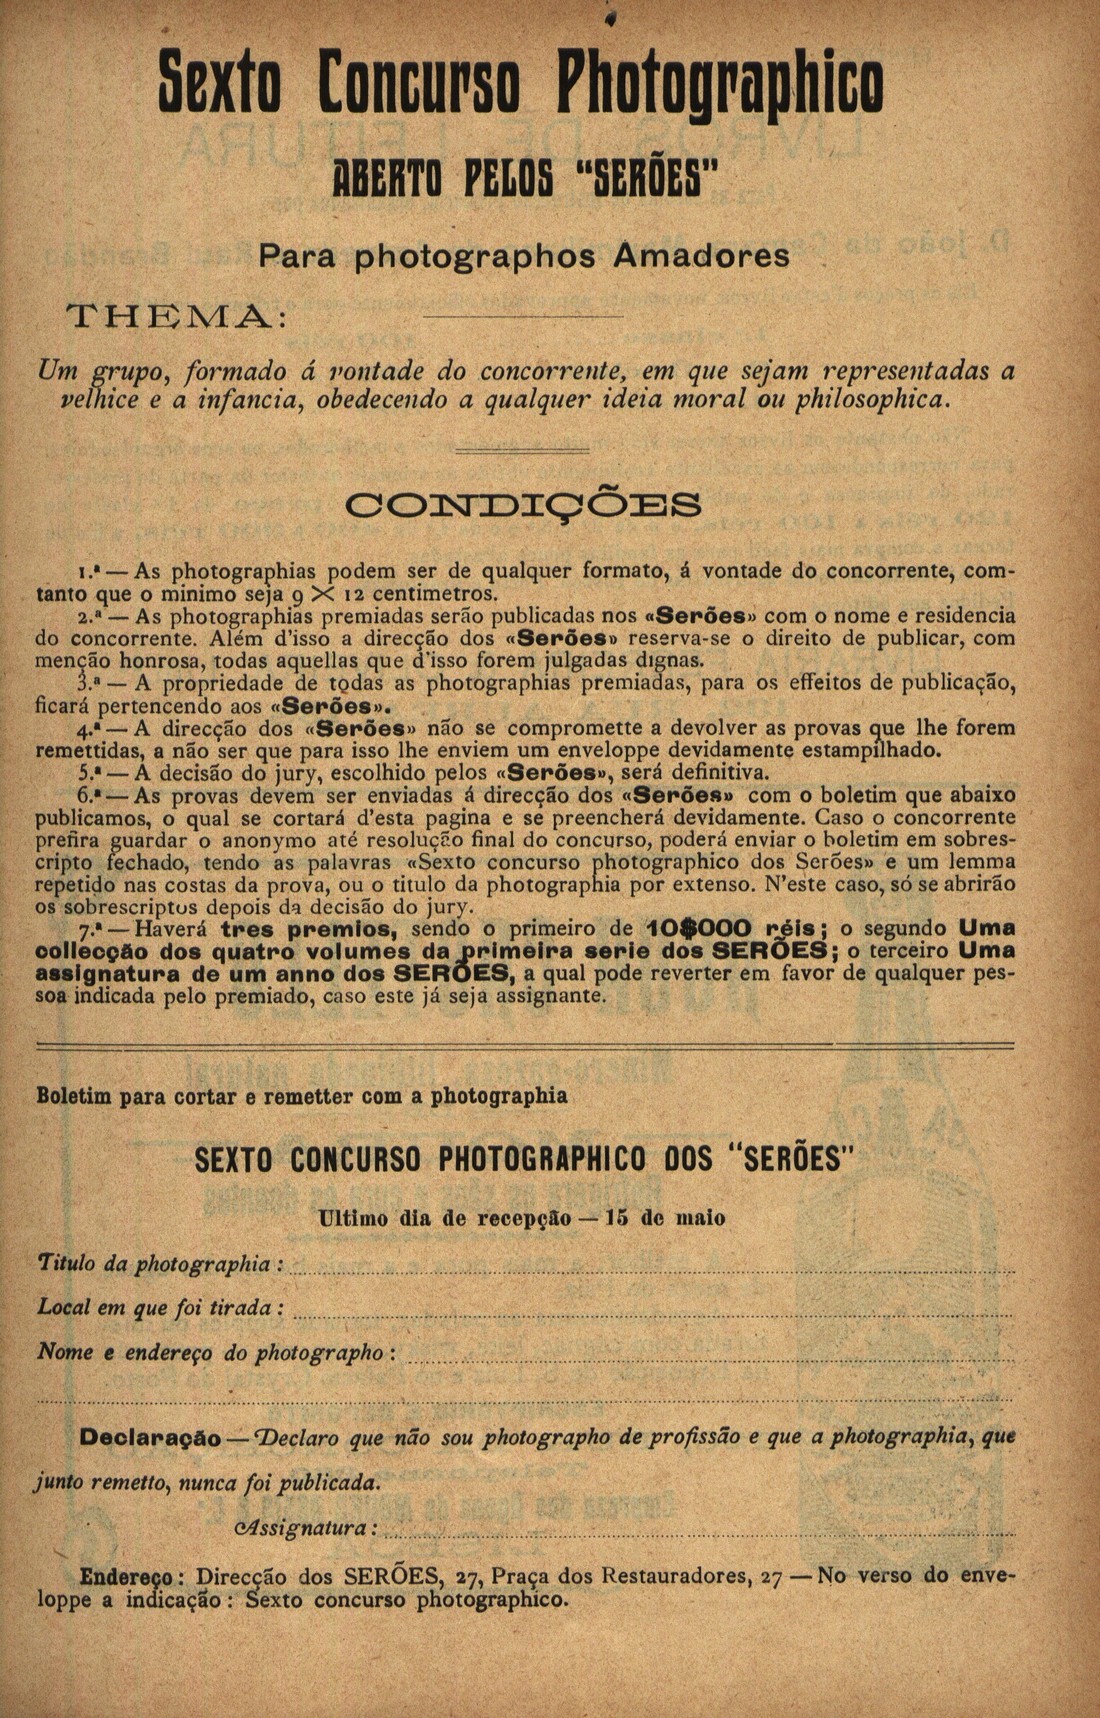 Sexto Concurso Photographico
ABERTO PELOS "SERÕES"
Para photographos Amadores
THEMA:
Um grupo, formado á vontade do concorrente, em que sejam representadas a
velhice e a infancia, obedecendo a qualquer ideia moral ou philosophica.
CONDIÇÕES
1.ª — As photographias podem ser de qualquer formato, á vontade do concorrente, com-
tanto que o minimo seja 9 × 12 centimetros.
2.ª — As photographias premiadas serão publicadas nos «Serões» com o nome e residencia
do concorrente. Além d'isso a direcção dos «Serões» reserva-se o direito de publicar, com
menção honrosa, todas aquellas que d'isso forem julgadas dignas.
3.ª — A propriedade de todas as photographias premiadas, para os effeitos de publicação,
ficará pertencendo aos «Serões».
4.ª — A direcção dos «Serões» não se compromette a devolver as provas que lhe forem
remettidas, a não ser que para isso lhe enviem um enveloppe devidamente estampilhado.
5.ª — A decisão do jury, escolhido pelos «Serões», será definitiva.
6.ª — As provas devem ser enviadas á direcção dos «Serões» com o boletim que abaixo
publicamos, o qual se cortará d'esta pagina e se preencherá devidamente. Caso o concorrente
prefira guardar o anonymo até resolução final do concurso, poderá enviar o boletim em sobres-
cripto fechado, tendo as palavras «Sexto concurso photographico dos Serões» e um lemma
repetido nas costas da prova, ou o titulo da photographia por extenso. N'este caso, só se abrirão
os sobrescriptos depois da decisão do jury.
7.ª — Haverá tres premios, sendo o primeiro de 10$000 réis; o segundo Uma
collecção dos quatro volumes da primeira serie dos SERÕES; o terceiro Uma
assignatura de um anno dos SERÕES, a qual pode reverter em favor de qualquer pes-
soa indicada pelo premiado, caso este já seja assignante.
Boletim para cortar e remetter com a photographia
SEXTO CONCURSO PHOTOGRAPHICO DOS "SERÕES"
Ultimo dia de recepção — 15 de maio
Titulo da photographia :
Local em que foi tirada :
Nome e endereço do photographo :
Declaração — Declaro que não sou photographo de profissão e que a photographia, que
junto remetto, nunca foi publicada.
Assignatura :
Endereço : Direcção dos SERÕES, 27, Praça dos Restauradores, 27 — No verso do enve-
loppe a indicação : Sexto concurso photographico.